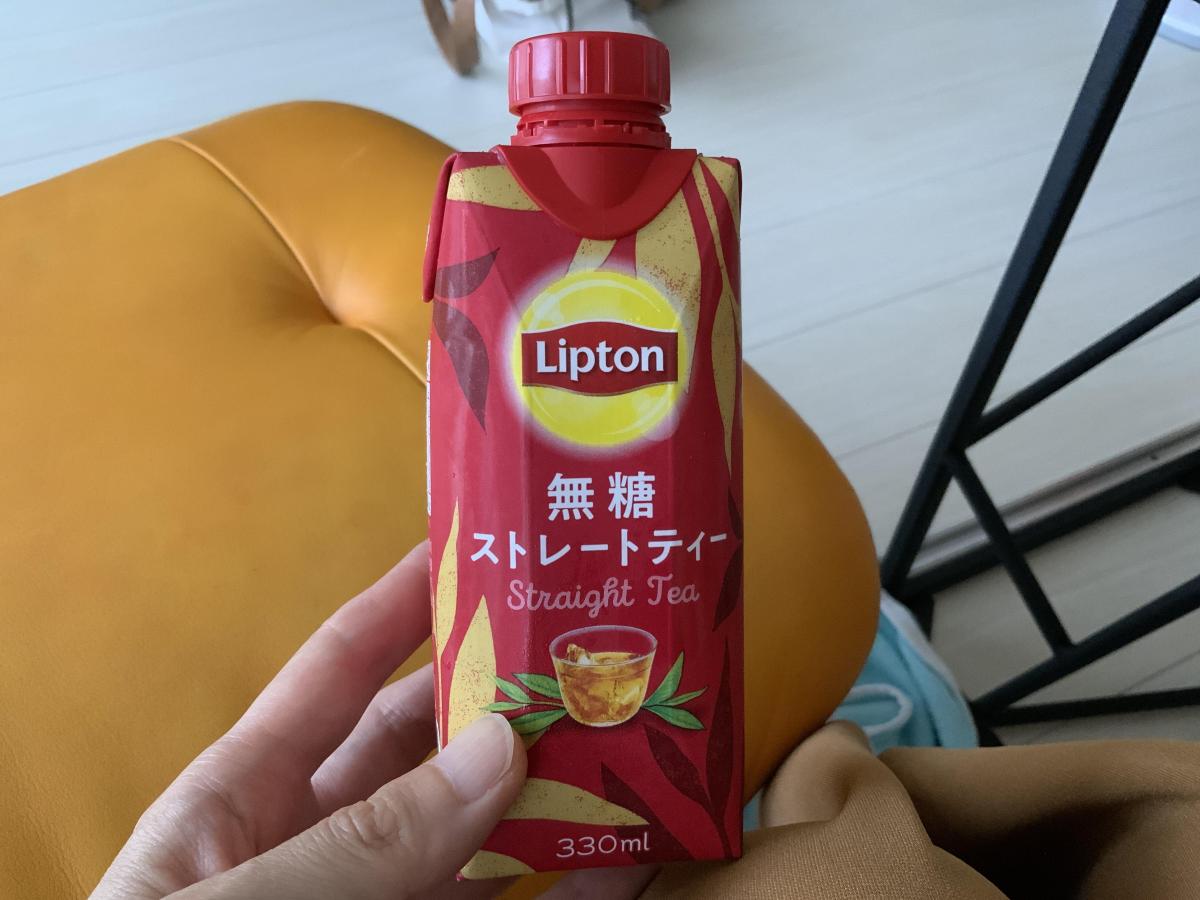 Lipton
無糖
ストレートティー
Straight Tea
330ml